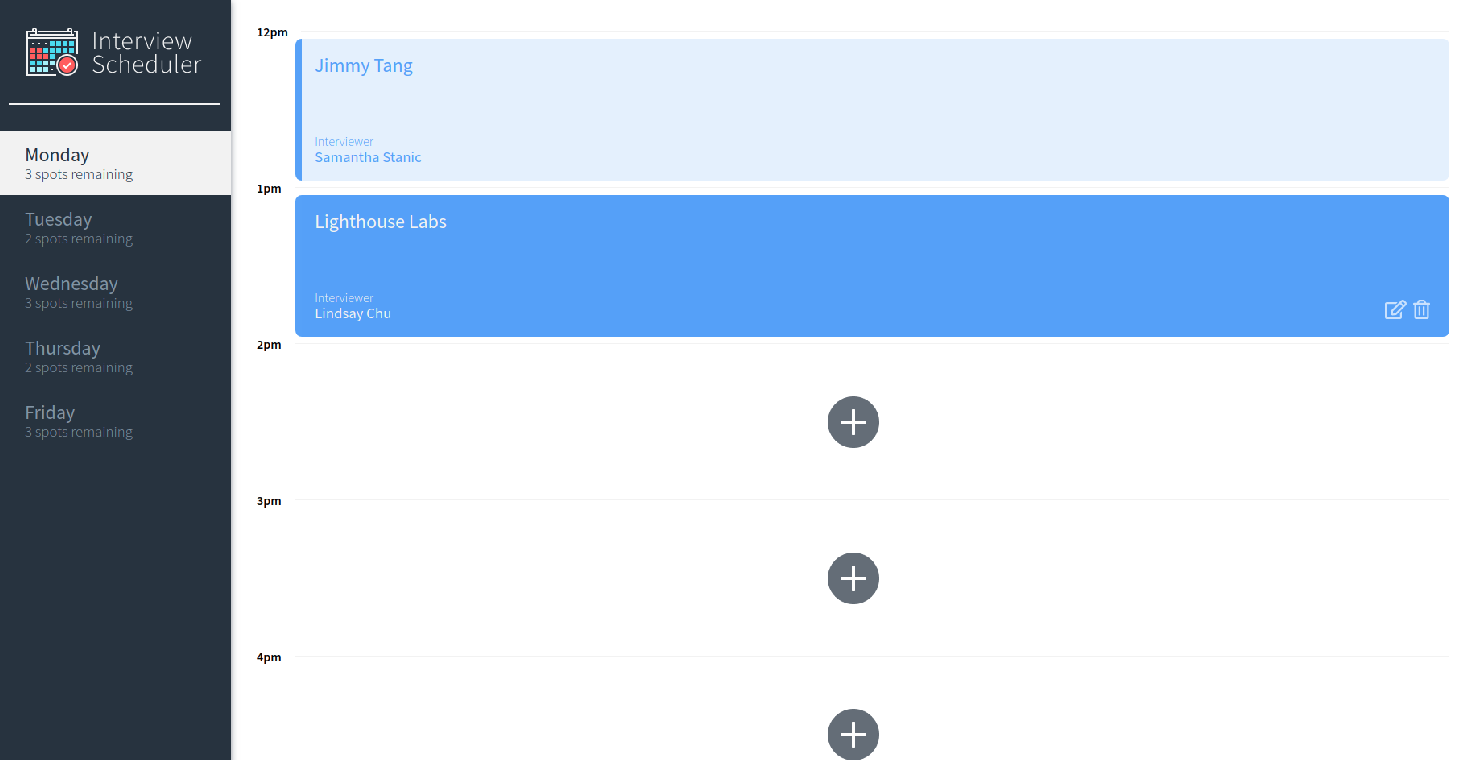 Interview
Scheduler
Monday
3 spots remaining
Tuesday
2 spots remaining
Wednesday
3 spots remaining
Thursday
2 spots remaining
Friday
3 spots remaining
12pm
Jimmy Tang
Interviewer
Samantha Stanic
1pm
Lighthouse Labs
Interviewer
Lindsay Chu
2pm
3pm
4pm